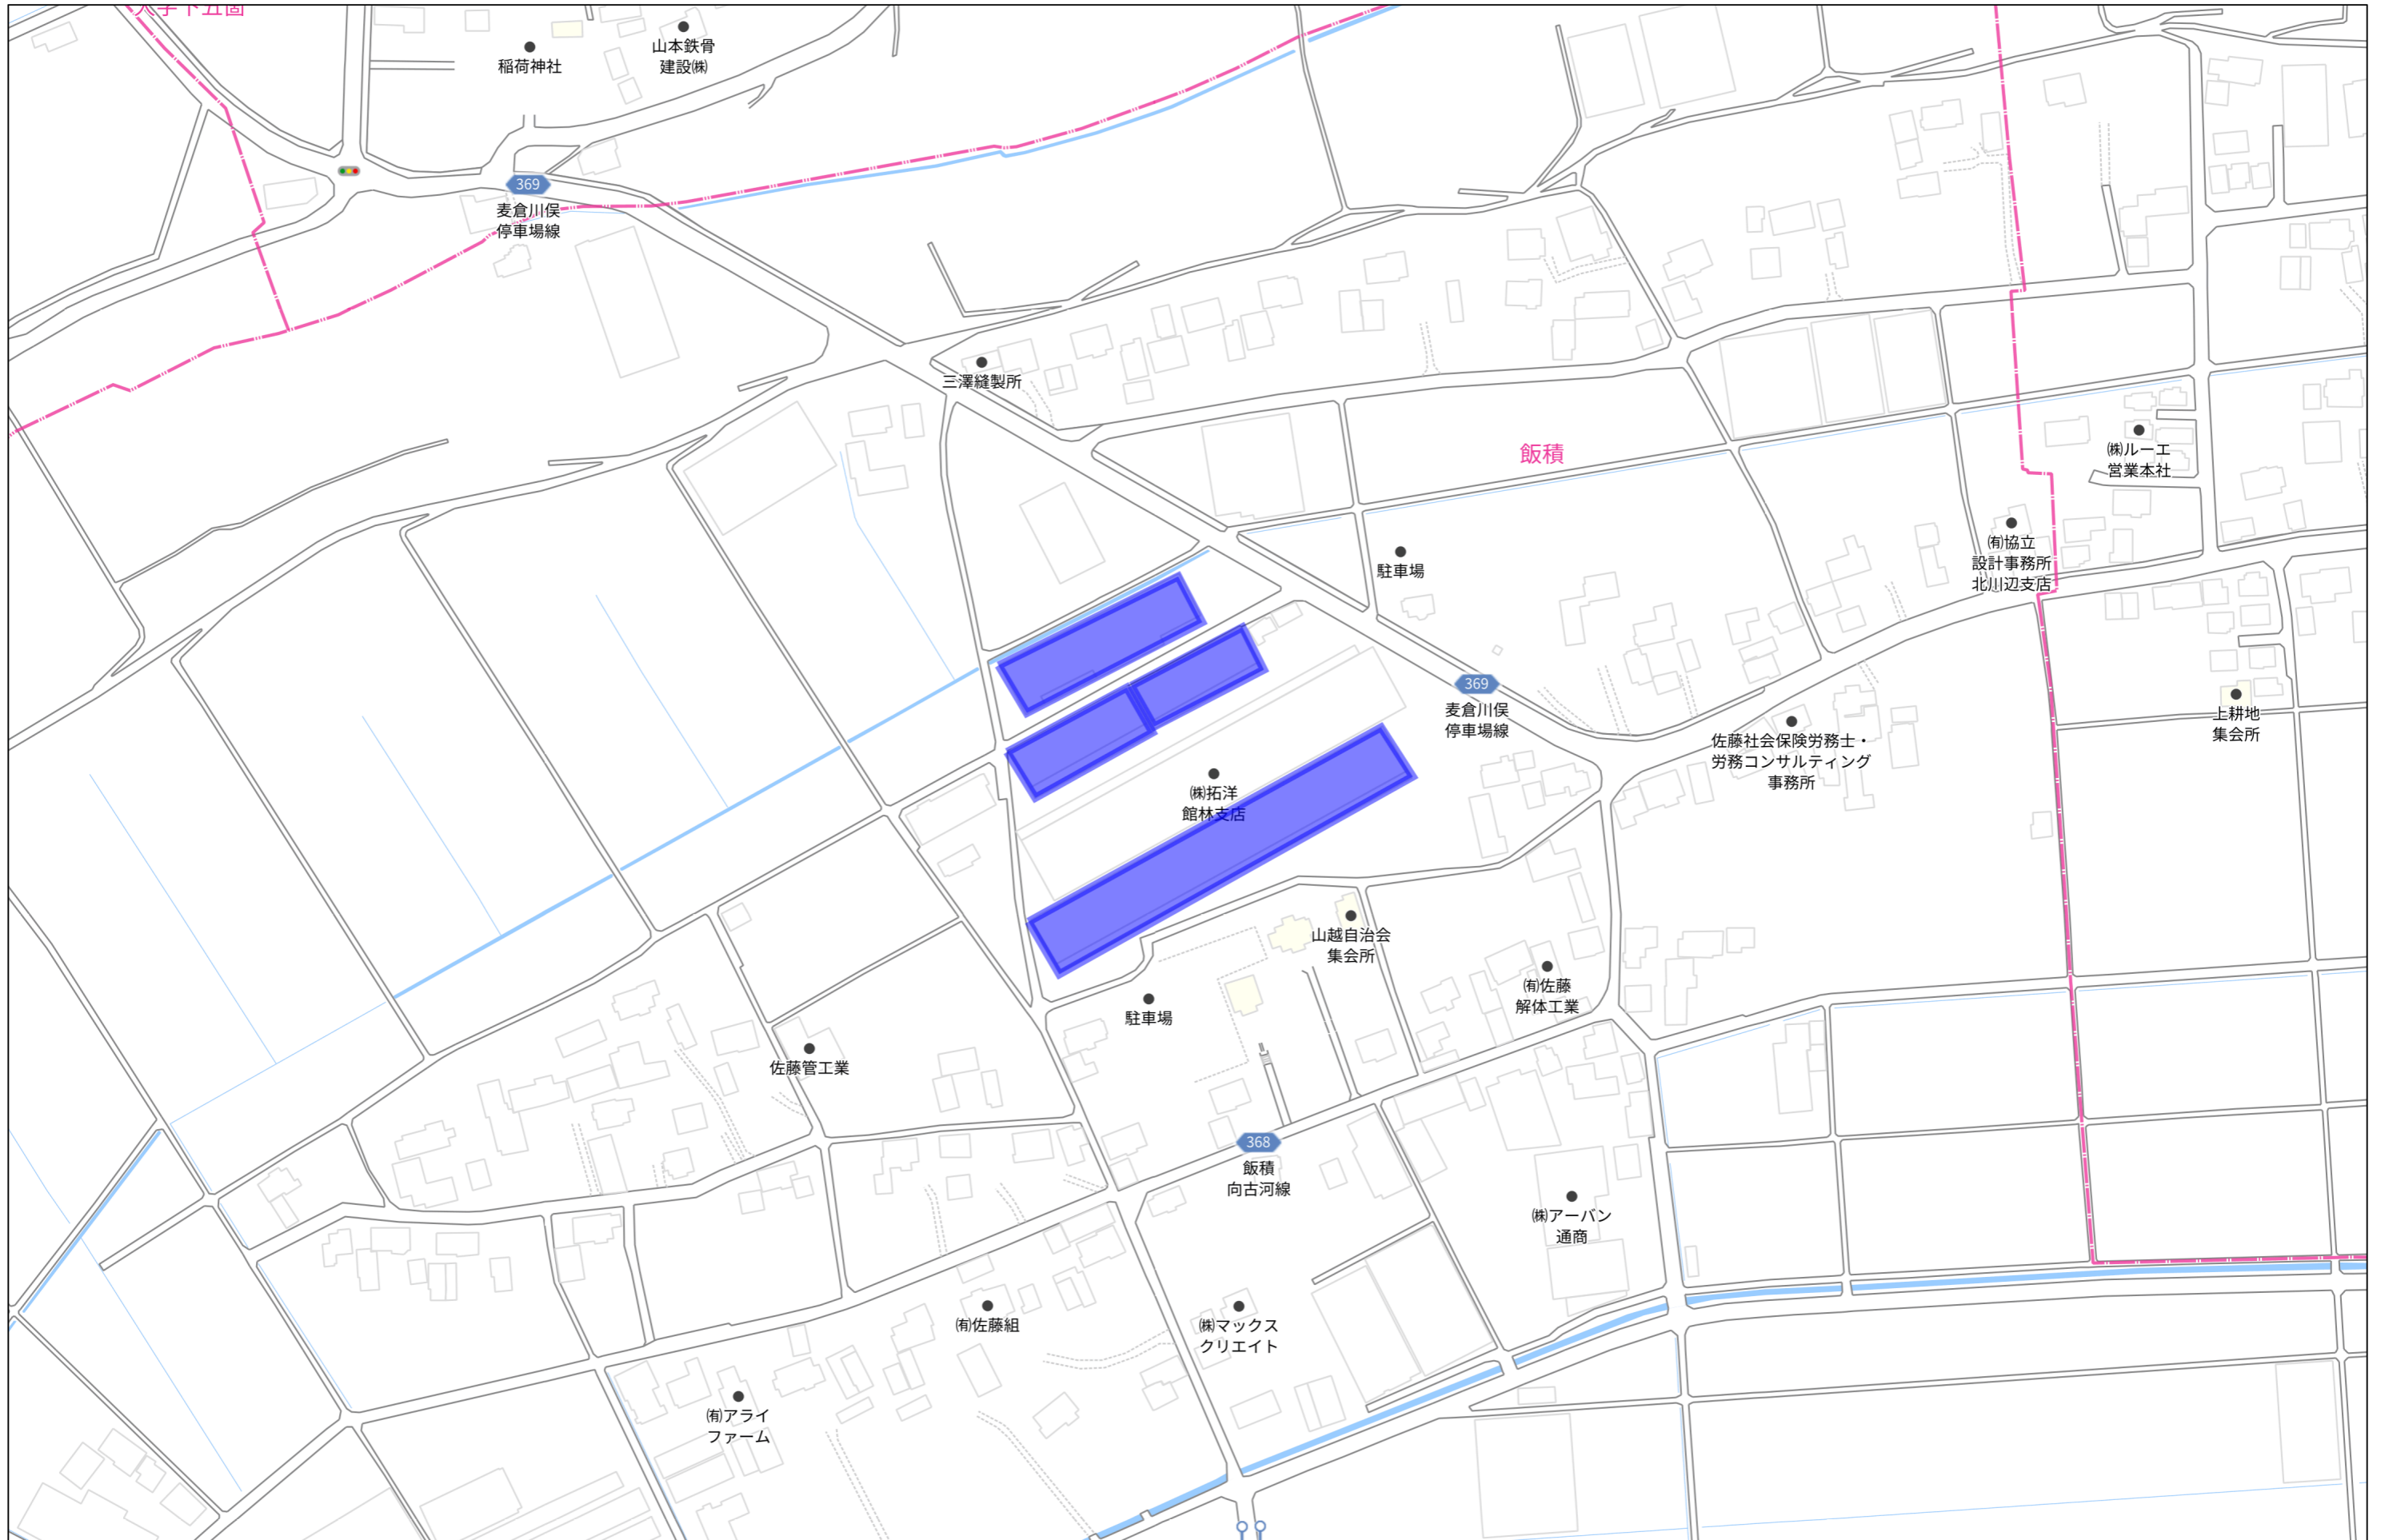 大字下五箇
稲荷神社
山本鉄骨
建設㈱
369
麦倉川俣
停車場線
三澤縫製所
飯積
㈱ルーエ
営業本社
㈲協立
設計事務所
北川辺支店
駐車場
369
麦倉川俣
停車場線
佐藤社会保険労務士・
労務コンサルティング
事務所
上耕地
集会所
㈱拓洋
館林支店
山越自治会
集会所
㈲佐藤
解体工業
駐車場
佐藤管工業
368
飯積
向古河線
㈱アーバン
通商
㈲佐藤組
㈱マックス
クリエイト
㈲アライ
ファーム